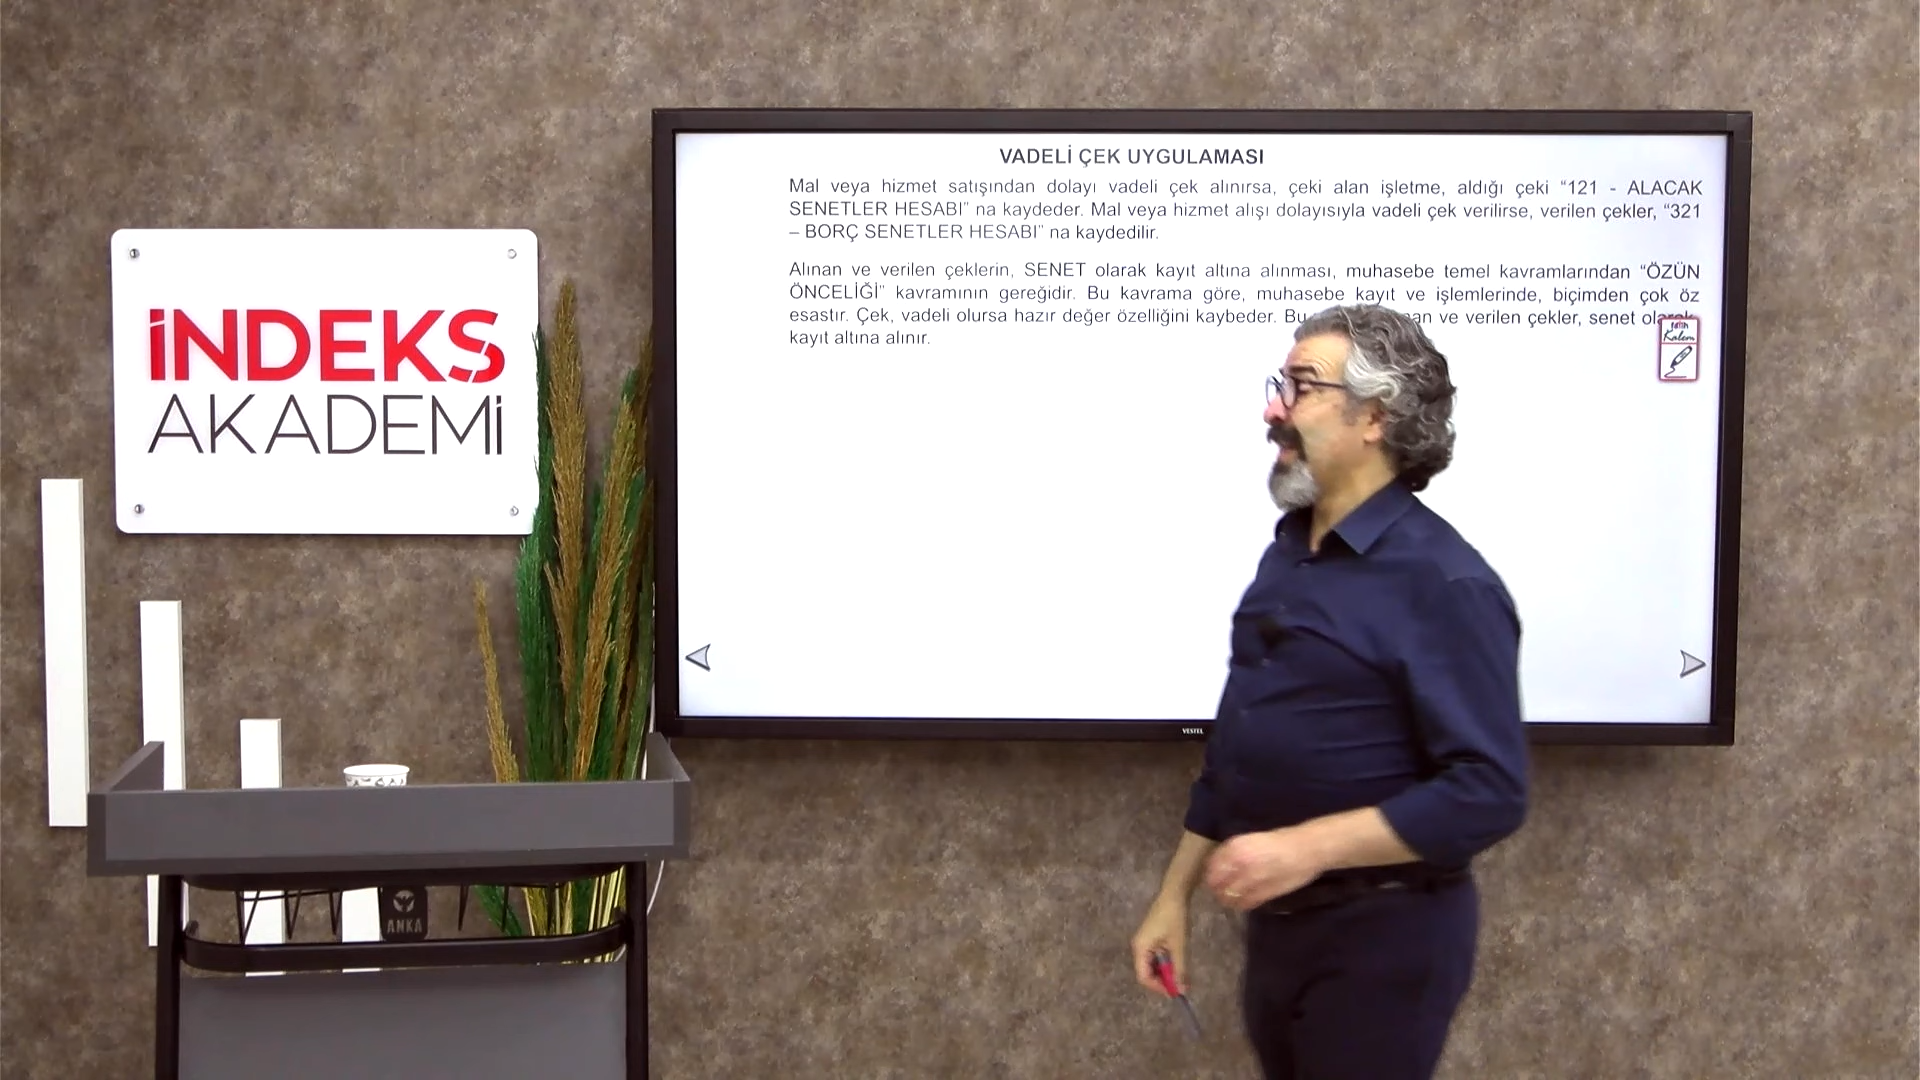 VADELİ ÇEK UYGULAMASI
Mal veya hizmet satışından dolayı vadeli çek alınırsa, çeki alan işletme, aldığı çeki “121 - ALACAK
SENETLER HESABI” na kaydeder. Mal veya hizmet alışı dolayısıyla vadeli çek verilirse, verilen çekler, “321
– BORÇ SENETLER HESABI” na kaydedilir.
Alınan ve verilen çeklerin, SENET olarak kayıt altına alınması, muhasebe temel kavramlarından “ÖZÜN
ÖNCELİĞİ” kavramının gereğidir. Bu kavrama göre, muhasebe kayıt ve işlemlerinde, biçimden çok öz
esastır. Çek, vadeli olursa hazır değer özelliğini kaybeder. Bu ve verilen çekler, senet olarak
kayıt altına alınır.
Kalem
İNDEKS
AKADEMİ
VESTEL
ANKA